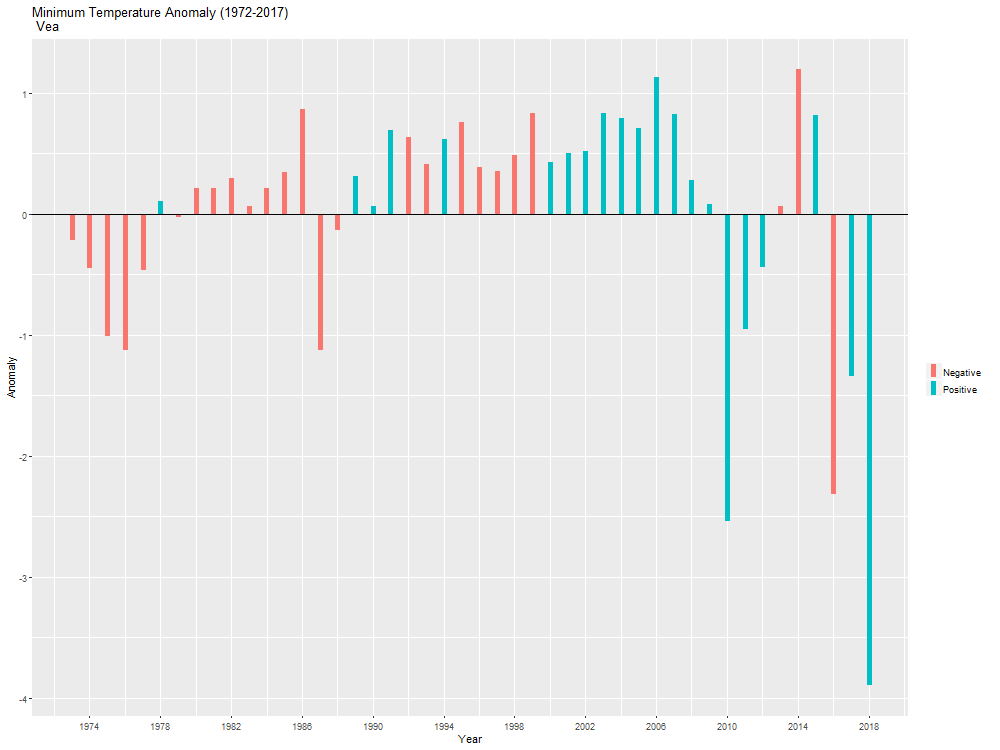 Minimum Temperature Anomaly (1972-2017)
Vea
1
0
-1
-2
-3
-4
Anomaly
1974 1978 1982 1986 1990 1994 1998 2002 2006 2010 2014 2018
Year
Negative
Positive